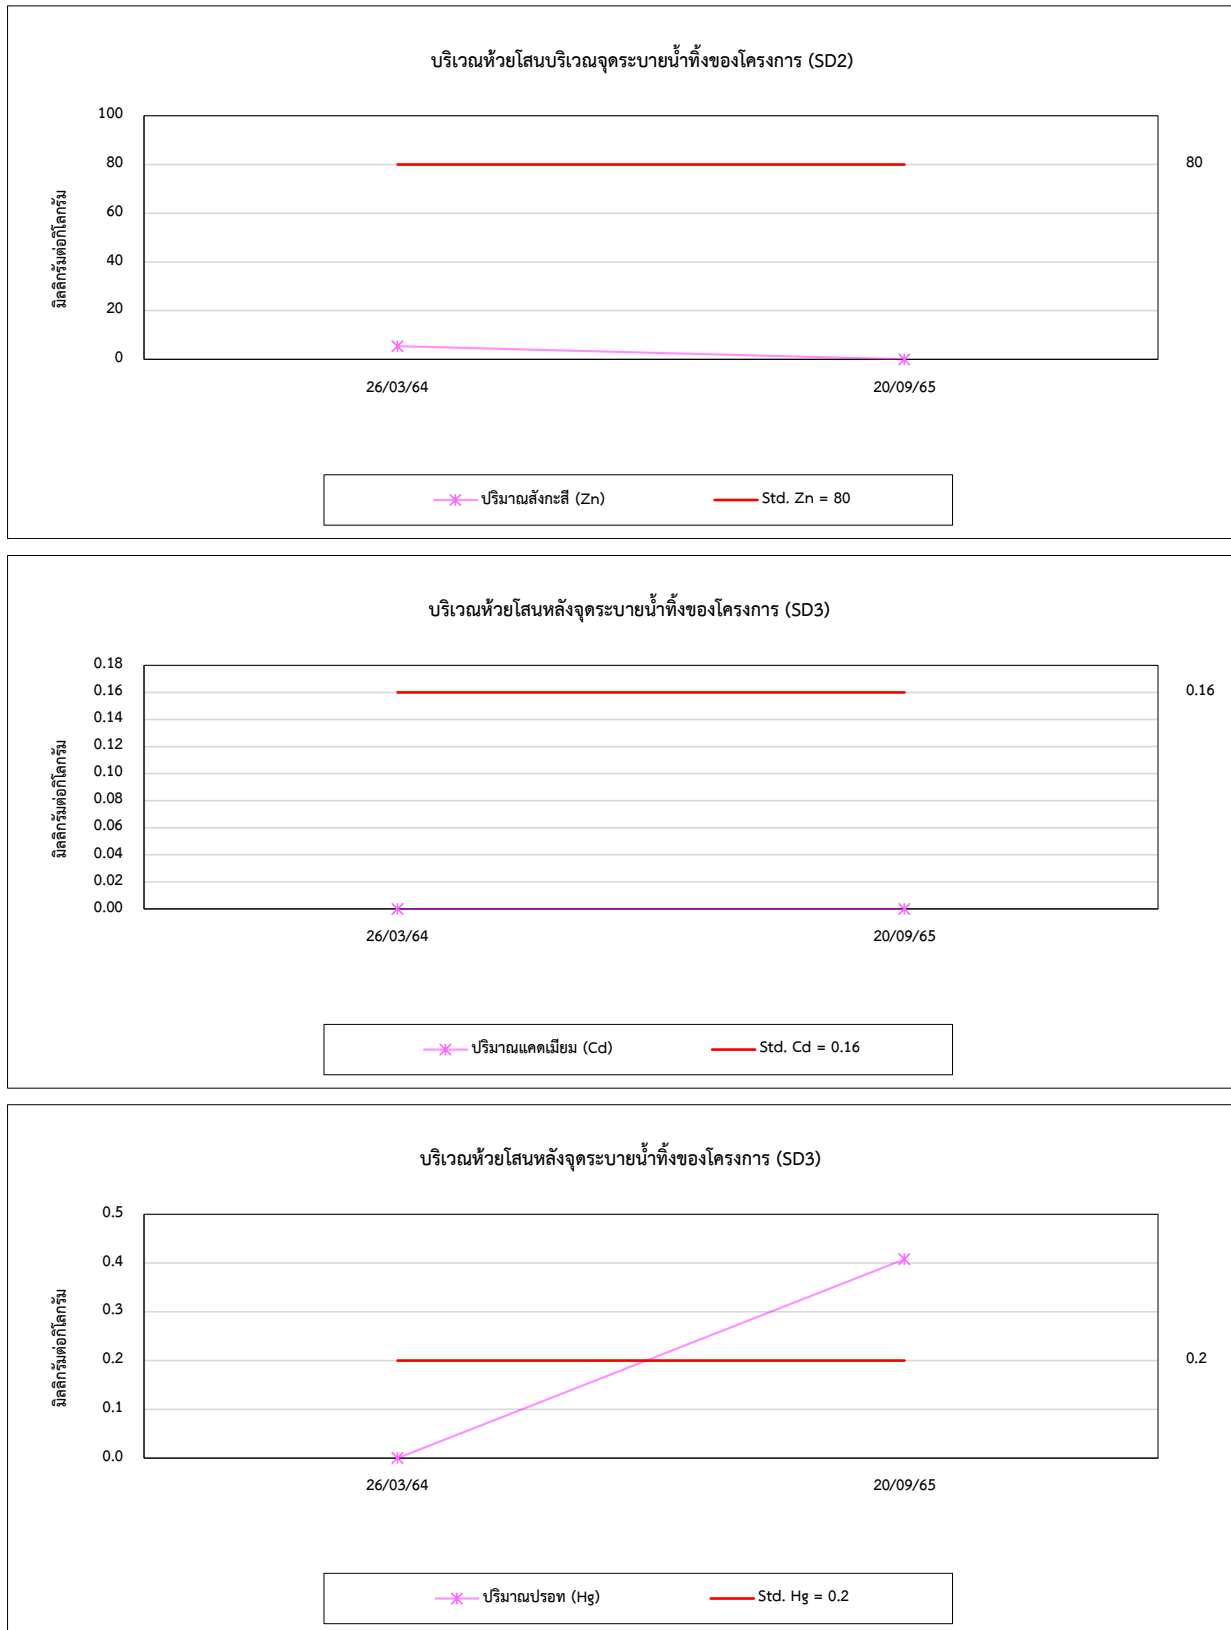 บริเวณห้วยโสนบริเวณจุดระบายน้ำทิ้งของโครงการ (SD2)
100
80
60
40
20
0
มิลลิกรัมต่อกิโลกรัม
80
26/03/64
20/09/65
ปริมาณสังกะสี (Zn)
Std. Zn = 80
บริเวณห้วยโสนหลังจุดระบายน้ำทิ้งของโครงการ (SD3)
0.18
0.16
0.14
0.12
0.10
0.08
0.06
0.04
0.02
0.00
มิลลิกรัมต่อกิโลกรัม
0.16
26/03/64
20/09/65
ปริมาณแคดเมียม (Cd)
Std. Cd = 0.16
บริเวณห้วยโสนหลังจุดระบายน้ำทิ้งของโครงการ (SD3)
0.5
0.4
0.3
0.2
0.1
0.0
มิลลิกรัมต่อกิโลกรัม
0.2
26/03/64
20/09/65
ปริมาณปรอท (Hg)
Std. Hg = 0.2